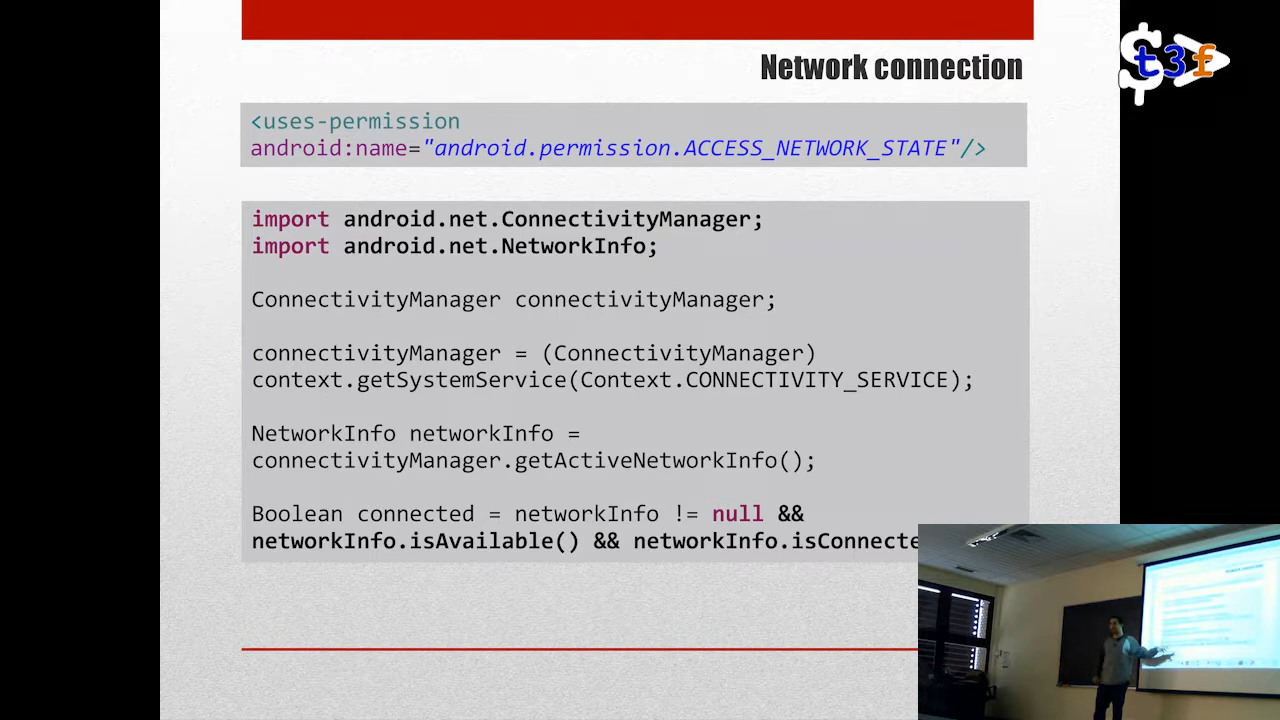 Network connection
$t3f
<uses-permission
android:name="android.permission.ACCESS_NETWORK_STATE"/>
import android.net.ConnectivityManager;
import android.net.NetworkInfo;
ConnectivityManager connectivityManager;
connectivityManager = (ConnectivityManager)
context.getSystemService(Context.CONNECTIVITY_SERVICE);
NetworkInfo networkInfo =
connectivityManager.getActiveNetworkInfo();
Boolean connected = networkInfo != null &&
networkInfo.isAvailable() && networkInfo.isConnecte